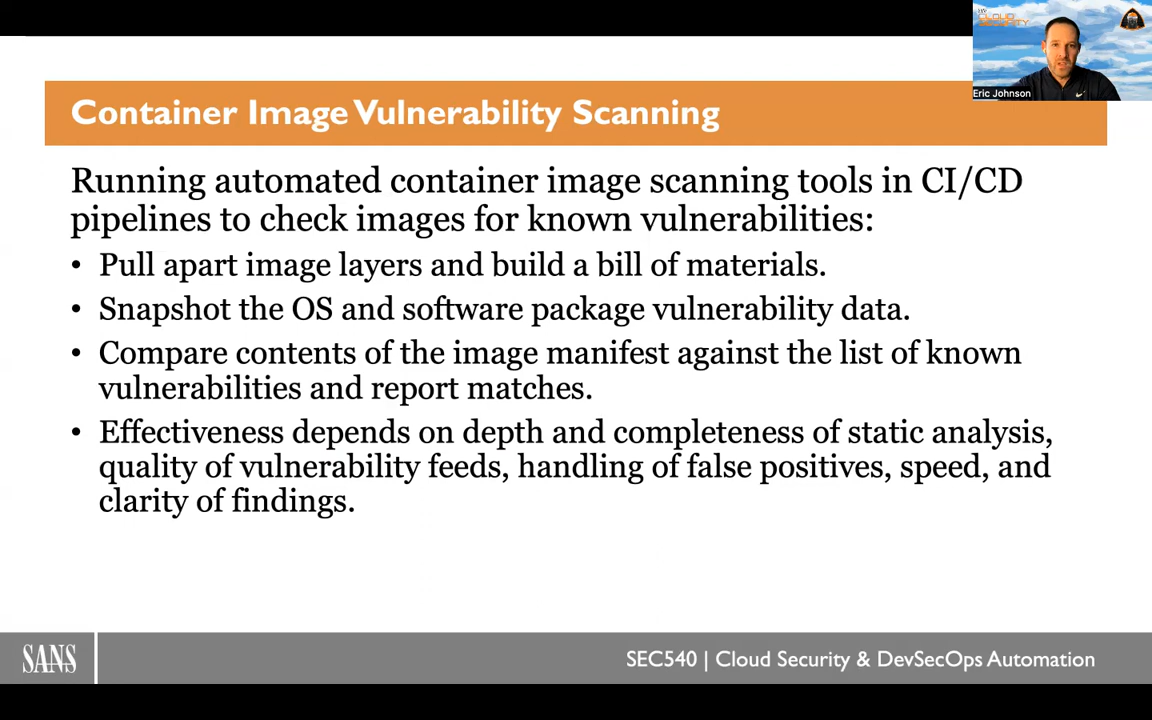 CLOUD
SECURITY
Eric Johnson
Container Image Vulnerability Scanning
Running automated container image scanning tools in CI/CD
pipelines to check images for known vulnerabilities:
• Pull apart image layers and build a bill of materials.
• Snapshot the OS and software package vulnerability data.
• Compare contents of the image manifest against the list of known
vulnerabilities and report matches.
• Effectiveness depends on depth and completeness of static analysis,
quality of vulnerability feeds, handling of false positives, speed, and
clarity of findings.
SANS
SEC540 | Cloud Security & DevSecOps Automation